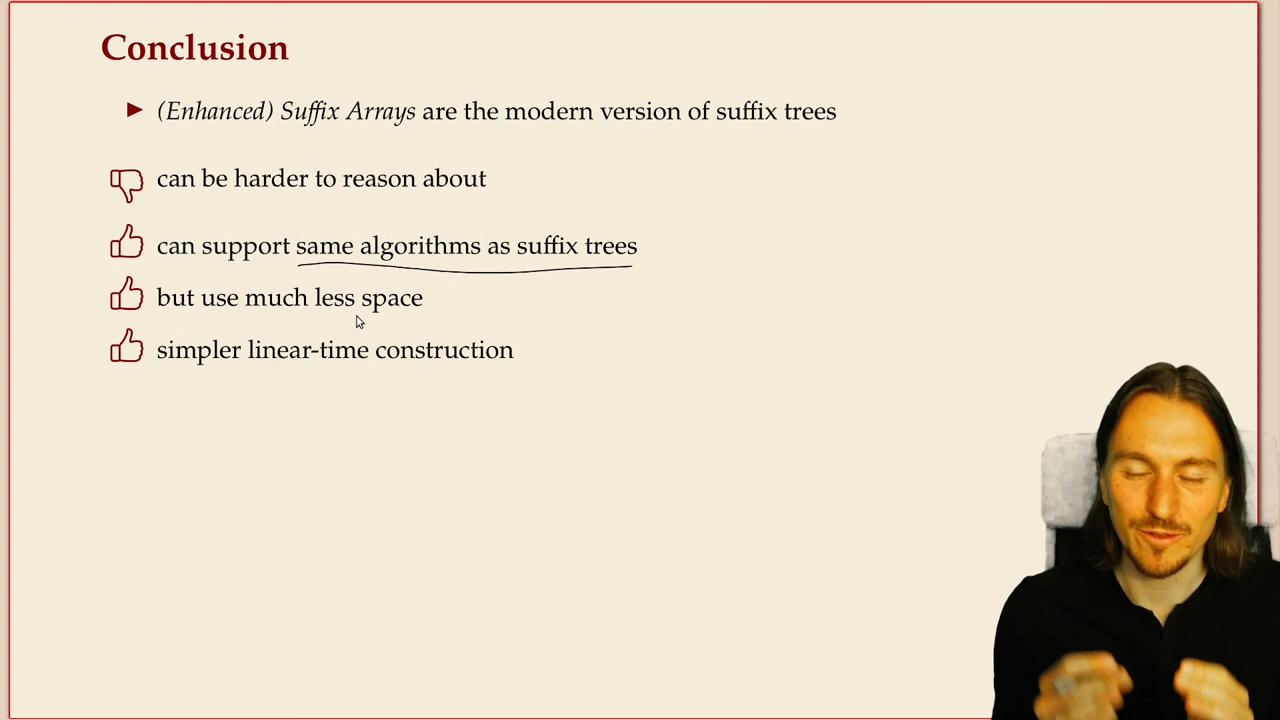 Conclusion
(Enhanced) Suffix Arrays are the modern version of suffix trees
can be harder to reason about
can support same algorithms as suffix trees
but use much less space
simpler linear-time construction